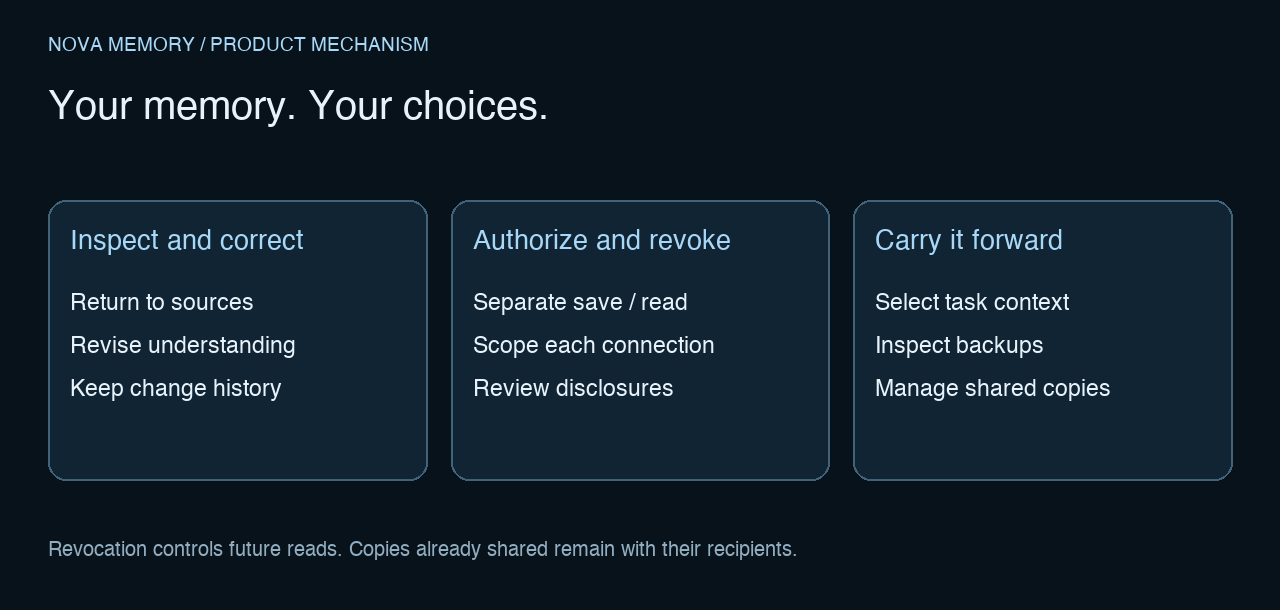 NOVA MEMORY / PRODUCT MECHANISM
Your memory. Your choices.
Inspect and correct
Return to sources
Revise understanding
Keep change history
Authorize and revoke
Separate save / read
Scope each connection
Review disclosures
Carry it forward
Select task context
Inspect backups
Manage shared copies
Revocation controls future reads. Copies already shared remain with their recipients.